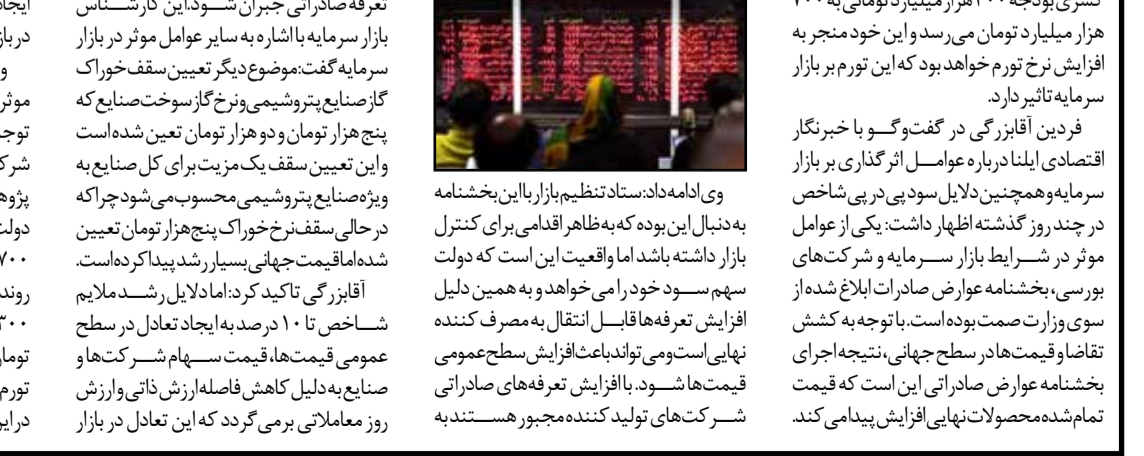 کسری بودجه ۳۰۰ هزار میلیارد تومانی به ۷۰۰
هزار میلیارد تومان می‌رسد و این خود منجر به
افزایش نرخ تورم خواهد بود که این تورم بر بازار
سرمایه تاثیر دارد.
فردین آقابزرگی در گفت‌وگو با خبرنگار
اقتصادی ایلنا درباره عوامل اثرگذاری بر بازار
سرمایه و همچنین دلایل سود پی در پی شاخص
در چند روز گذشته اظهار داشت: یکی از عوامل
موثر در شرایط بازار سرمایه و شرکت‌های
بورسی، بخشنامه عوارض صادرات ابلاغ شده از
سوی وزارت صمت بوده است. با توجه به کشش
تقاضا و قیمت‌ها در سطح جهانی، نتیجه اجرای
بخشنامه عوارض صادراتی این است که قیمت
تمام‌شده محصولات نهایی افزایش پیدا می کند.
وی ادامه داد: ستاد تنظیم بازار با این بخشنامه
به دنبال این بوده که به ظاهر اقدامی برای کنترل
بازار داشته باشد اما واقعیت این است که دولت
سهم سود خود را می‌خواهد و به همین دلیل
افزایش تعرفه‌ها قابل انتقال به مصرف کننده
نهایی است و می تواند باعث افزایش سطح عمومی
قیمت‌ها شود. با افزایش تعرفه‌های صادراتی
شرکت‌های تولید کننده مجبور هستند به
تعرفه صادراتی جبران شود. این کارشناس
بازار سرمایه با اشاره به سایر عوامل موثر در بازار
سرمایه گفت: موضوع دیگر تعیین سقف خوراک
گاز صنایع پتروشیمی و نرخ گاز سوخت صنایع که
پنج هزار تومان و دو هزار تومان تعین شده است
و این تعیین سقف یک مزیت برای کل صنایع به
ویژه صنایع پتروشیمی محسوب می‌شود چراکه
در حالی سقف نرخ خوراک پنج هزار تومان تعیین
شده اما قیمت جهانی بسیار رشد پیدا کرده است.
آقابزرگی تاکید کرد: اما دلایل رشد ملایم
شاخص تا ۱۰ درصد به ایجاد تعادل در سطح
عمومی قیمت‌ها، قیمت سهام شرکت‌ها و
صنایع به دلیل کاهش فاصله ارزش ذاتی و ارزش
روز معاملاتی برمی گردد که این تعادل در بازار